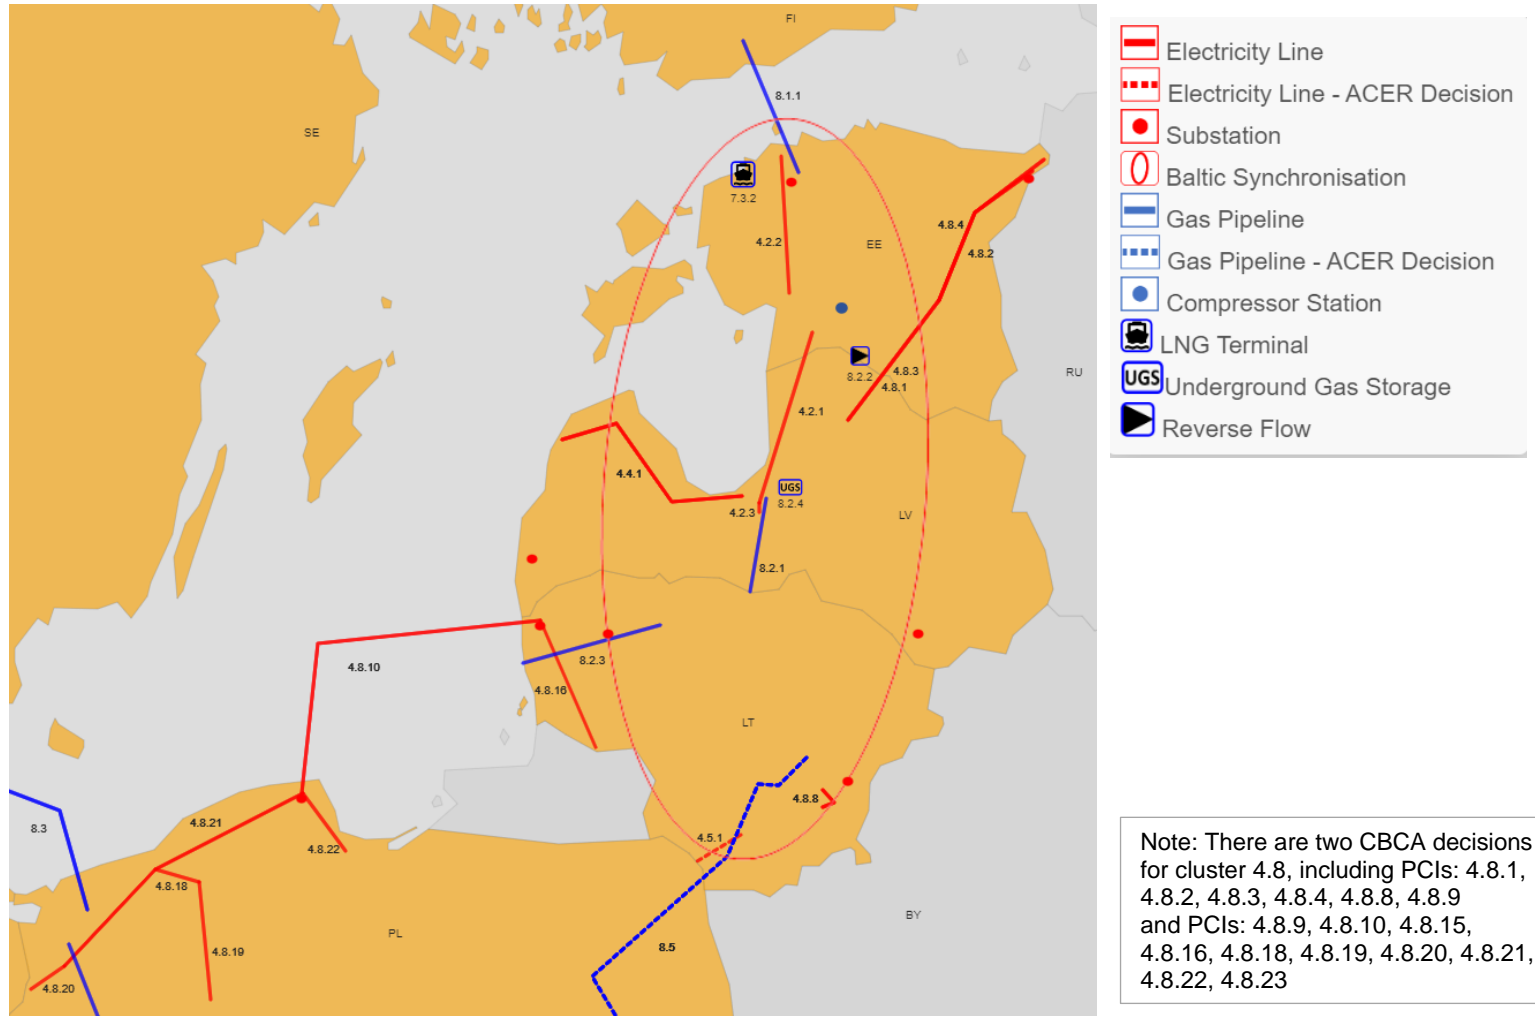 FI
8.1.1
SE
7.3.2
4.2.2
EE
4.8.4
4.8.2
8.2.2
4.8.3
4.8.1
RU
4.2.1
4.4.1
UGS
8.2.4
4.2.3
LV
8.2.1
8.2.3
4.8.10
4.8.16
LT
4.8.8
4.8.21
8.3
4.5.1
4.8.22
4.8.18
BY
PL
8.5
4.8.19
4.8.20
Electricity Line
Electricity Line - ACER Decision
Substation
Baltic Synchronisation
Gas Pipeline
Gas Pipeline - ACER Decision
Compressor Station
LNG Terminal
UGS Underground Gas Storage
Reverse Flow
Note: There are two CBCA decisions
for cluster 4.8, including PCIs: 4.8.1,
4.8.2, 4.8.3, 4.8.4, 4.8.8, 4.8.9
and PCIs: 4.8.9, 4.8.10, 4.8.15,
4.8.16, 4.8.18, 4.8.19, 4.8.20, 4.8.21,
4.8.22, 4.8.23